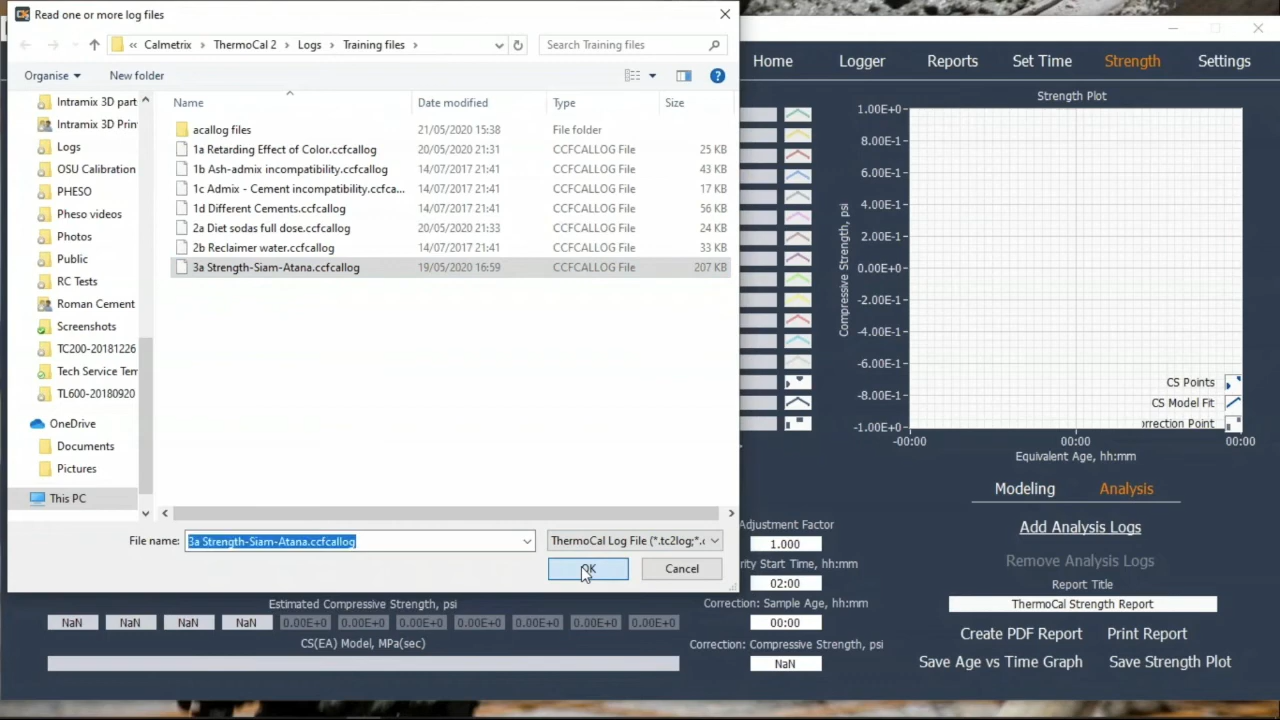 Read one or more log files
« Calmetrix > ThermoCal 2 > Logs > Training files >
Search Training files
Organise
New folder
Name
Date modified
Type
Size
Intramix 3D part
Intramix 3D Prin
Logs
OSU Calibration
PHESO
Pheso videos
Photos
Public
RC Tests
Roman Cement
Screenshots
TC200-20181226
Tech Service Tem
TL600-20180920
OneDrive
Documents
Pictures
This PC
acallog files 21/05/2020 15:38 File folder
1a Retarding Effect of Color.ccfcallog 20/05/2020 21:31 CCFCALLOG File 25 KB
1b Ash-admix incompatibility.ccfcallog 14/07/2017 21:41 CCFCALLOG File 43 KB
1c Admix - Cement incompatibility.ccfca... 14/07/2017 21:41 CCFCALLOG File 17 KB
1d Different Cements.ccfcallog 14/07/2017 21:41 CCFCALLOG File 56 KB
2a Diet sodas full dose.ccfcallog 20/05/2020 21:33 CCFCALLOG File 24 KB
2b Reclaimer water.ccfcallog 14/07/2017 21:41 CCFCALLOG File 33 KB
3a Strength-Siam-Atana.ccfcallog 19/05/2020 16:59 CCFCALLOG File 207 KB
File name: 3a Strength-Siam-Atana.ccfcallog
ThermoCal Log File (*.tc2log;*.c
OK
Cancel
Home Logger Reports Set Time Strength Settings
Strength Plot
Compressive Strength, psi
1.00E+0
8.00E-1
6.00E-1
4.00E-1
2.00E-1
0.00E+0
-2.00E-1
-4.00E-1
-6.00E-1
-8.00E-1
-1.00E+0
CS Points
CS Model Fit
orrection Point
-00:00 00:00 00:00
Equivalent Age, hh:mm
Modeling Analysis
Add Analysis Logs
Remove Analysis Logs
Report Title
ThermoCal Strength Report
Create PDF Report Print Report
Save Age vs Time Graph Save Strength Plot
Adjustment Factor
1.000
rity Start Time, hh:mm
02:00
Correction: Sample Age, hh:mm
00:00
Correction: Compressive Strength, psi
NaN
Estimated Compressive Strength, psi
NaN NaN NaN NaN 0.00E+0 0.00E+0 0.00E+0 0.00E+0 0.00E+0 0.00E+0 0.00E+0
CS(EA) Model, MPa(sec)